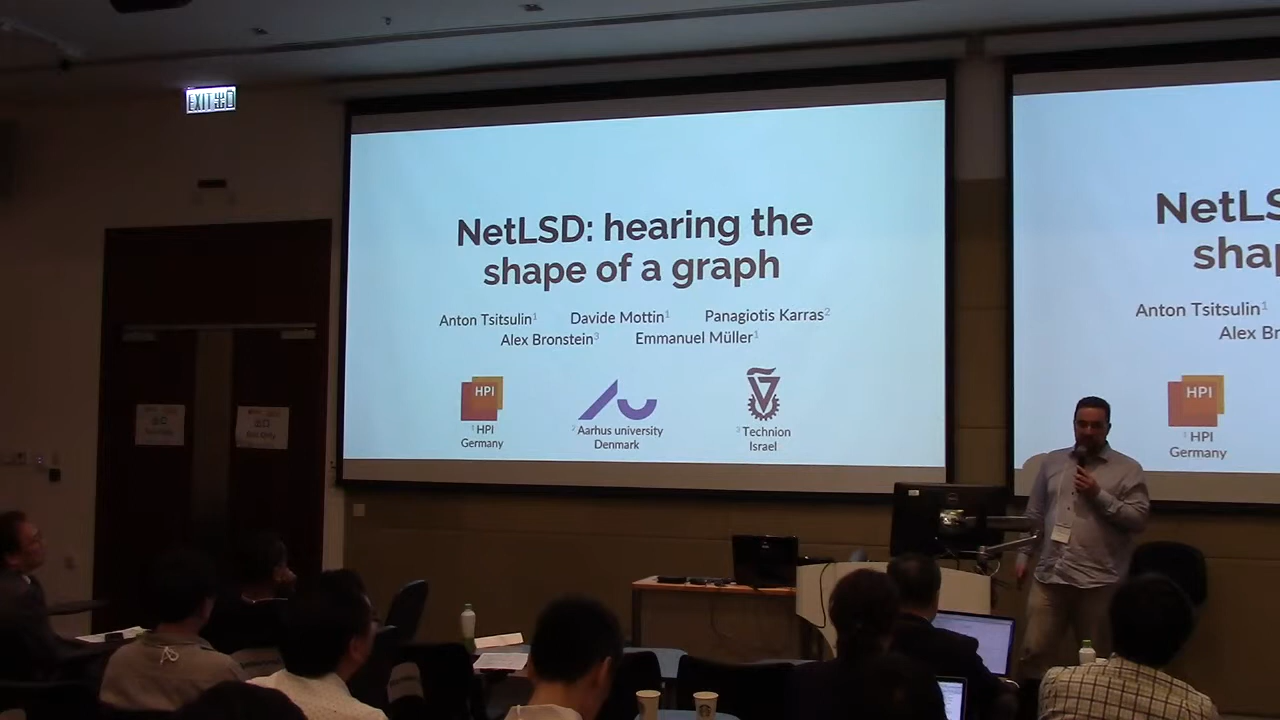 EXIT 出口
NetLSD: hearing the
shape of a graph
Anton Tsitsulin¹ Davide Mottin¹ Panagiotis Karras²
Alex Bronstein³ Emmanuel Müller¹
HPI
¹ HPI
Germany
² Aarhus university
Denmark
³ Technion
Israel
NetLS
shap
Anton Tsitsulin¹
Alex Br
HPI
¹ HPI
Germany